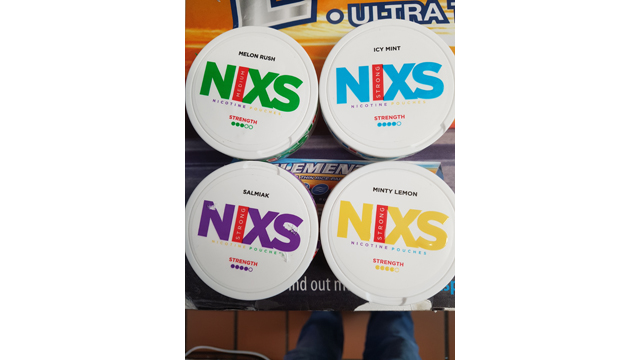 • ULTRA
MELON RUSH
NIXS
MEDIUM
NICOTINE POUCHES
STRENGTH
ICY MINT
NIXS
STRONG
NICOTINE POUCHES
STRENGTH
ELEMENT
SALMIAK
NIXS
STRONG
NICOTINE POUCHES
STRENGTH
MINTY LEMON
NIXS
STRONG
NICOTINE POUCHES
STRENGTH
nd out m